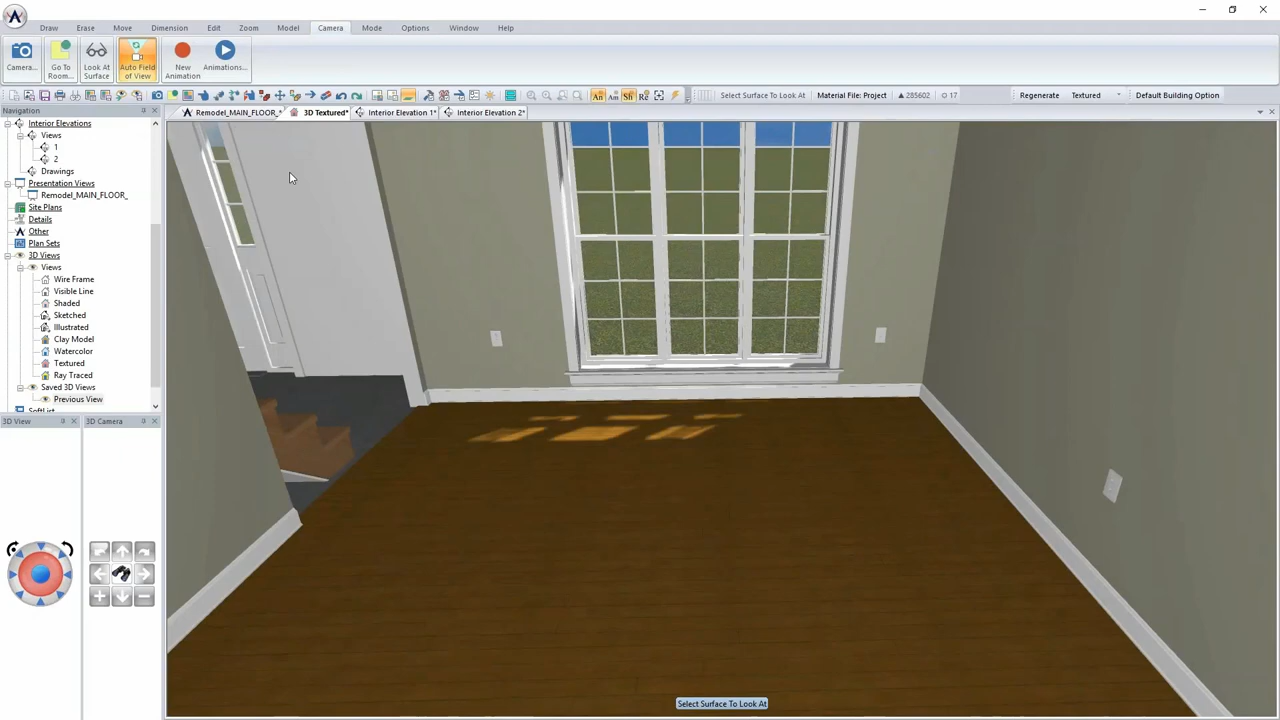 Draw Erase Move Dimension Edit Zoom Model Camera Mode Options Window Help
Camera... Go To Room... Look At Surface Auto Field of View New Animation Animations...
An An Sh R Select Surface To Look At Material File: Project 285602 17 Regenerate Textured Default Building Option
Navigation
Remodel_MAIN_FLOOR_* 3D Textured* Interior Elevation 1* Interior Elevation 2*
Interior Elevations
Views
1
2
Drawings
Presentation Views
Remodel_MAIN_FLOOR_
Site Plans
Details
Other
Plan Sets
3D Views
Views
Wire Frame
Visible Line
Shaded
Sketched
Illustrated
Clay Model
Watercolor
Textured
Ray Traced
Saved 3D Views
Previous View
SoftList
3D View 3D Camera
Select Surface To Look At